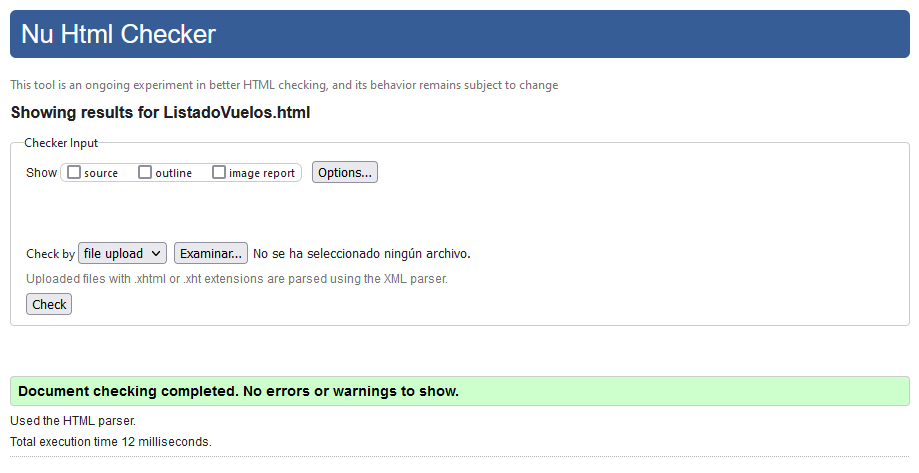 Nu Html Checker
This tool is an ongoing experiment in better HTML checking, and its behavior remains subject to change
Showing results for ListadoVuelos.html
Checker Input
Show source outline image report Options...
Check by file upload Examinar... No se ha seleccionado ningún archivo.
Uploaded files with .xhtml or .xht extensions are parsed using the XML parser.
Check
Document checking completed. No errors or warnings to show.
Used the HTML parser.
Total execution time 12 milliseconds.